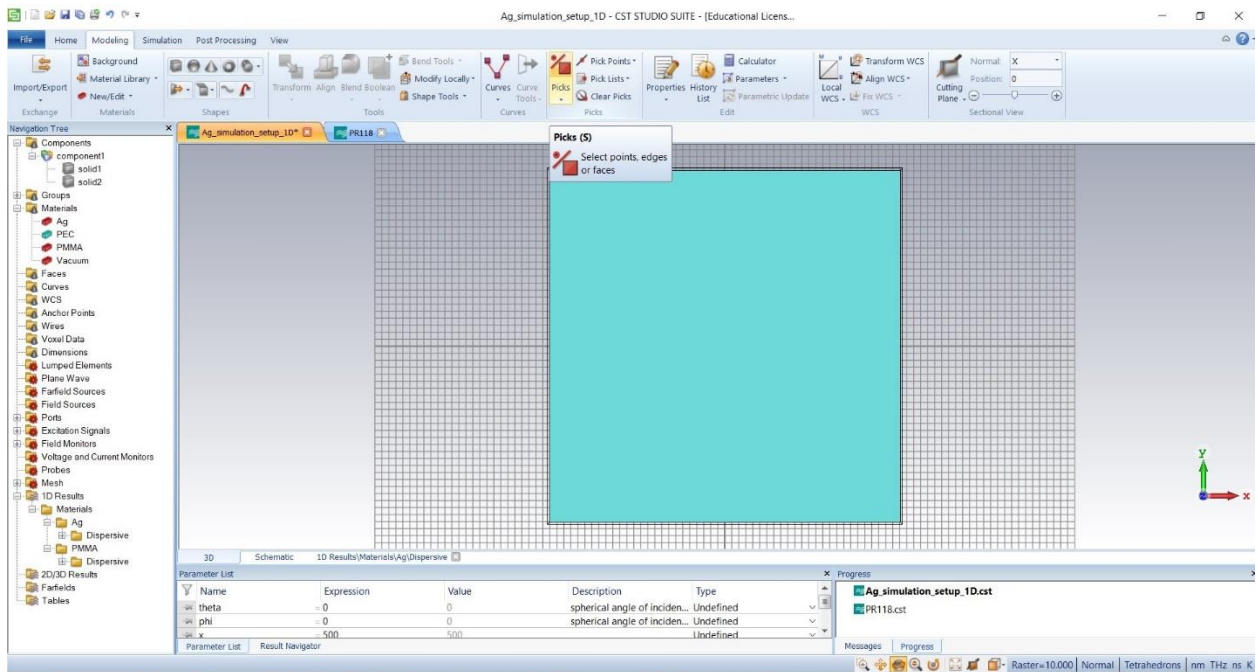 Ag_simulation_setup_1D - CST STUDIO SUITE - [Educational Licens...
File Home Modeling Simulation Post Processing View
Import/Export
Background
Material Library
New/Edit
Exchange Materials
Shapes
Transform Align Blend Boolean
Bend Tools
Modify Locally
Shape Tools
Tools
Curves Curve Tools
Curves
Picks
Pick Points
Pick Lists
Clear Picks
Picks
Properties History List
Calculator
Parameters
Parametric Update
Edit
Local WCS
Transform WCS
Align WCS
Fix WCS
WCS
Cutting Plane
Normal: X
Position: 0
Sectional View
Navigation Tree
Components
component1
solid1
solid2
Groups
Materials
Ag
PEC
PMMA
Vacuum
Faces
Curves
WCS
Anchor Points
Wires
Voxel Data
Dimensions
Lumped Elements
Plane Wave
Farfield Sources
Field Sources
Ports
Excitation Signals
Field Monitors
Voltage and Current Monitors
Probes
Mesh
1D Results
Materials
Ag
Dispersive
PMMA
Dispersive
2D/3D Results
Farfields
Tables
Ag_simulation_setup_1D* PR118
Picks (S)
Select points, edges
or faces
y
x
3D Schematic 1D Results\Materials\Ag\Dispersive
Parameter List
Name Expression Value Description Type
theta = 0 0 spherical angle of inciden... Undefined
phi = 0 0 spherical angle of inciden... Undefined
x = 500 500 Undefined
Parameter List Result Navigator
Progress
Ag_simulation_setup_1D.cst
PR118.cst
Messages Progress
Raster=10.000 Normal Tetrahedrons nm THz ns K